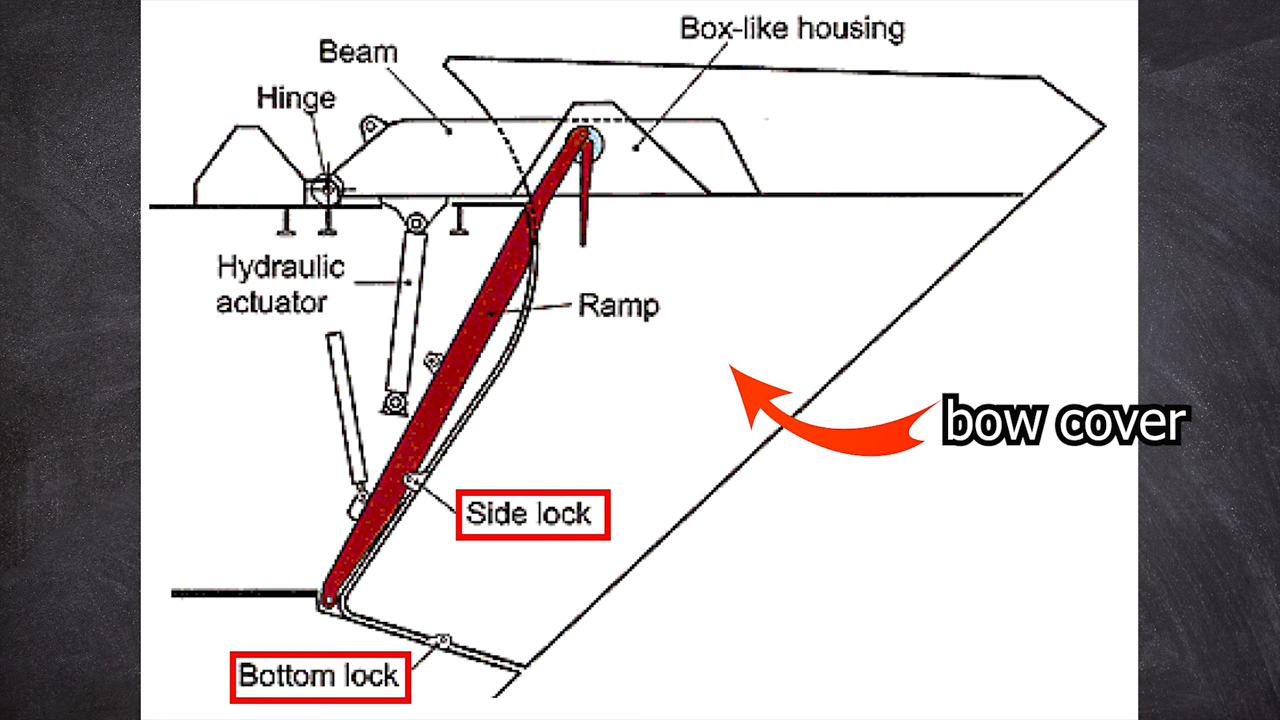 Box-like housing
Beam
Hinge
Hydraulic
actuator
Ramp
bow cover
Side lock
Bottom lock